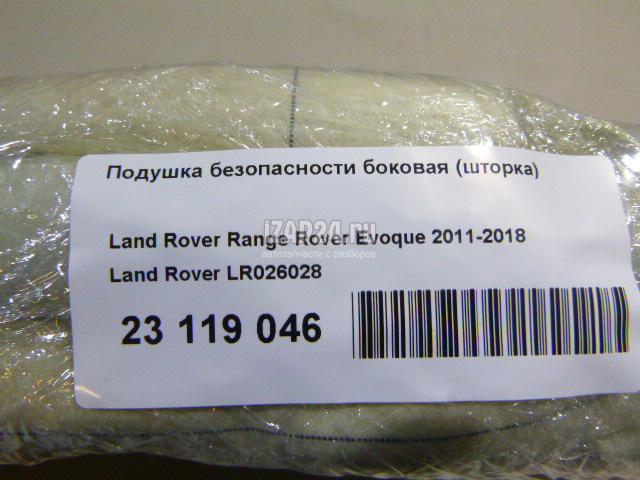 Подушка безопасности боковая (шторка)
IZAP24.ru
Land Rover Range Rover Evoque 2011-2018
автозапчасти с разборов
Land Rover LR026028
23 119 046